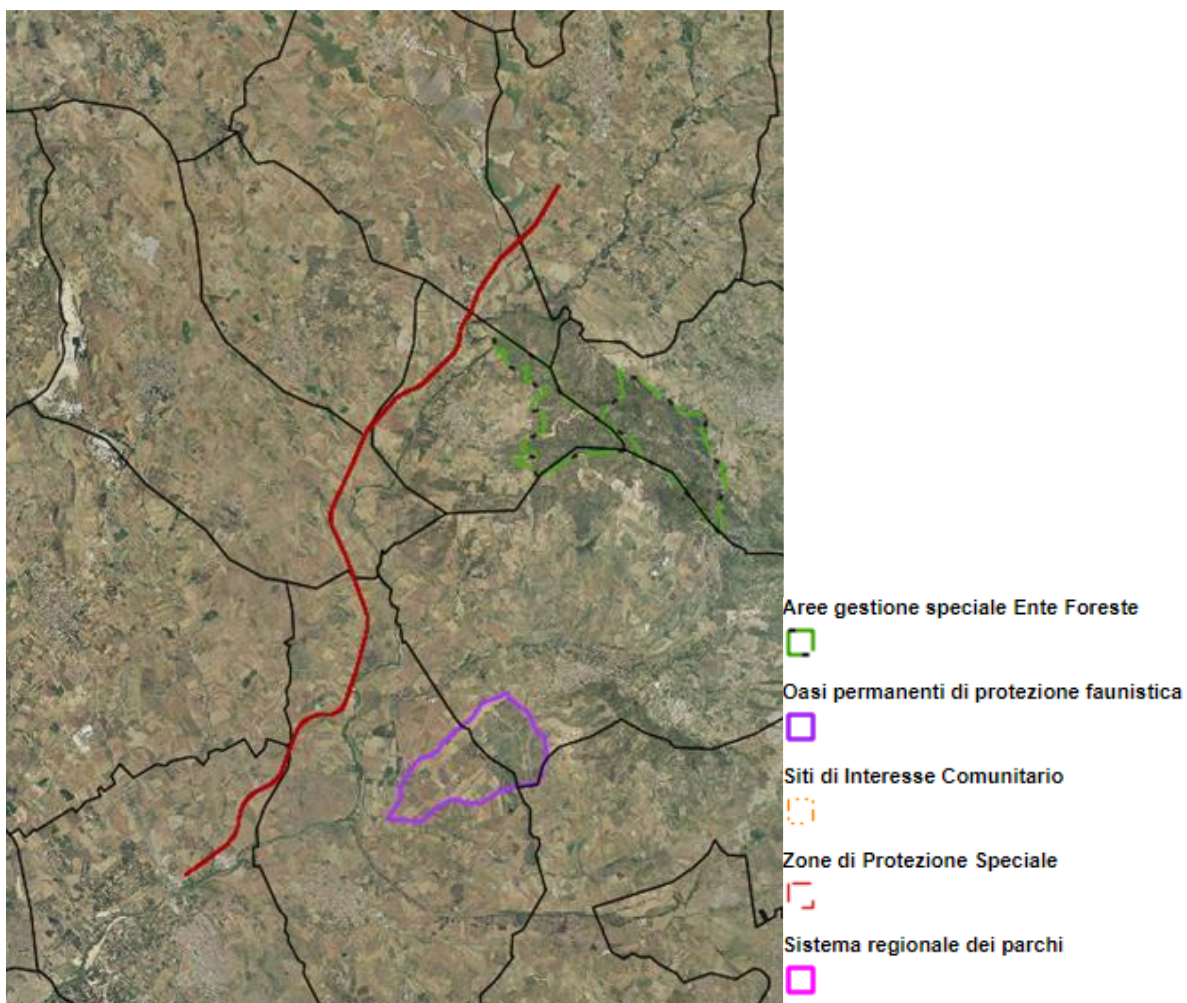 Aree gestione speciale Ente Foreste
Oasi permanenti di protezione faunistica
Siti di Interesse Comunitario
Zone di Protezione Speciale
Sistema regionale dei parchi